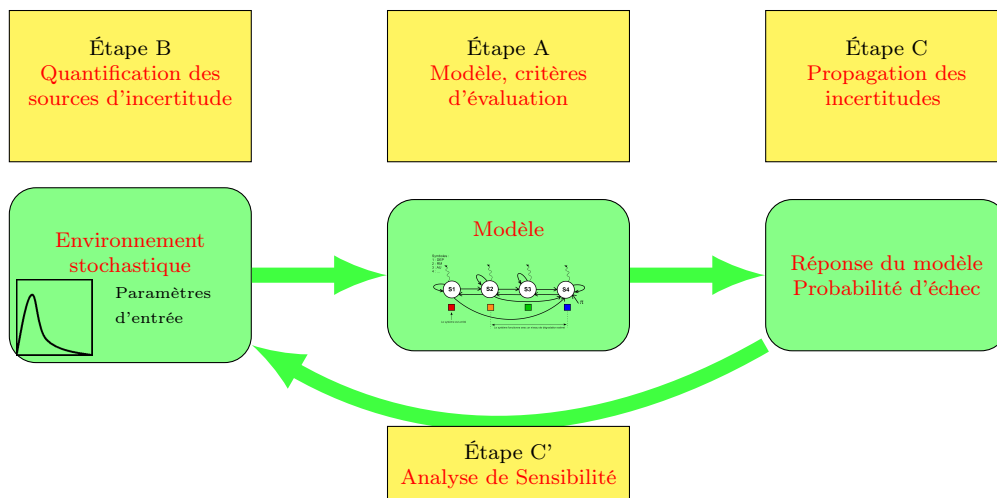 Étape B
Quantification des
sources d'incertitude
Étape A
Modèle, critères
d'évaluation
Étape C
Propagation des
incertitudes
Environnement
stochastique
Paramètres
d'entrée
Modèle
S1
S2
S3
S4
Réponse du modèle
Probabilité d'échec
Étape C'
Analyse de Sensibilité